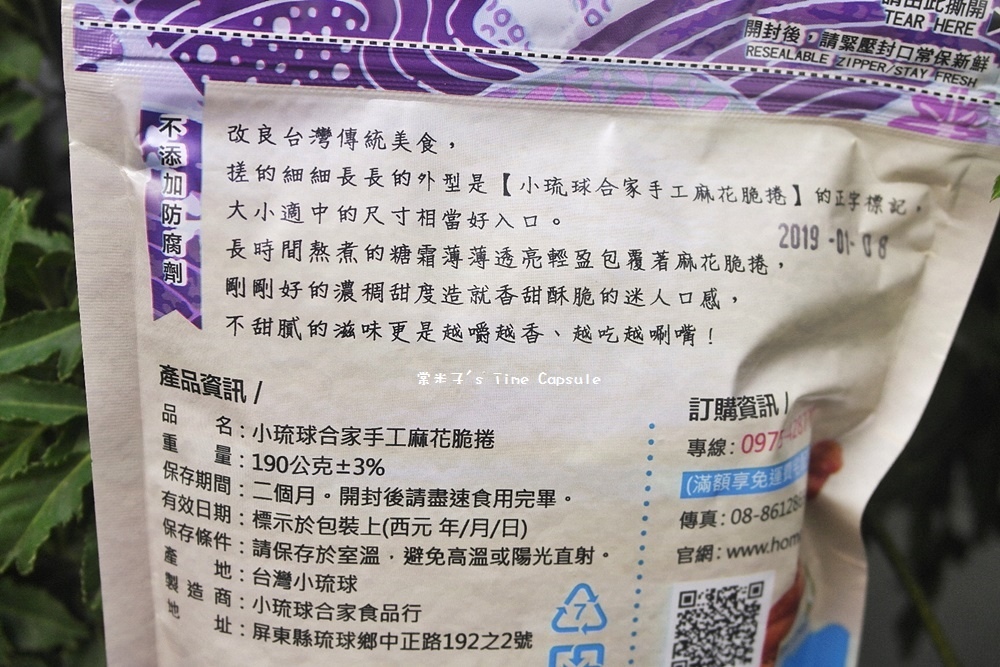 請由此撕開
TEAR HERE
開封後，請緊壓封口常保新鮮
RESEALABLE ZIPPER/STAY FRESH
不添加防腐劑
改良台灣傳統美食，
搓的細細長長的外型是【小琉球合家手工麻花脆捲】的正字標記，
大小適中的尺寸相當好入口。
2019 -01- 08
長時間熬煮的糖霜薄薄透亮輕盈包覆著麻花脆捲，
剛剛好的濃稠甜度造就香甜酥脆的迷人口感，
不甜膩的滋味更是越嚼越香、越吃越唰嘴！
常米子's Time Capsule
產品資訊/
品名：小琉球合家手工麻花脆捲
重量：190公克±3%
保存期間：二個月。開封後請盡速食用完畢。
有效日期：標示於包裝上(西元 年/月/日)
保存條件：請保存於室溫，避免高溫或陽光直射。
產地：台灣小琉球
製造商：小琉球合家食品行
地址：屏東縣琉球鄉中正路192之2號
7
訂購資訊/
專線：0975
(滿額享免運費
傳真：08-86128
官網：www.hom